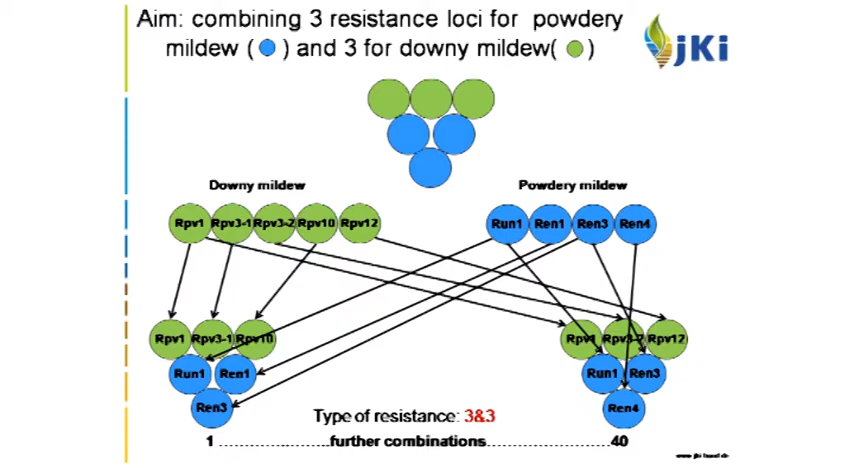 Aim: combining 3 resistance loci for powdery
mildew ( ) and 3 for downy mildew( )
jKi
Downy mildew
Powdery mildew
Rpv1 Rpv3-1 Rpv3-2 Rpv10 Rpv12
Run1 Ren1 Ren3 Ren4
Rpv1 Rpv3-1 Rpv10
Rpv1 Rpv3-2 Rpv12
Run1 Ren1
Run1 Ren3
Ren3
Ren4
Type of resistance: 3&3
1 .....................further combinations.............................40